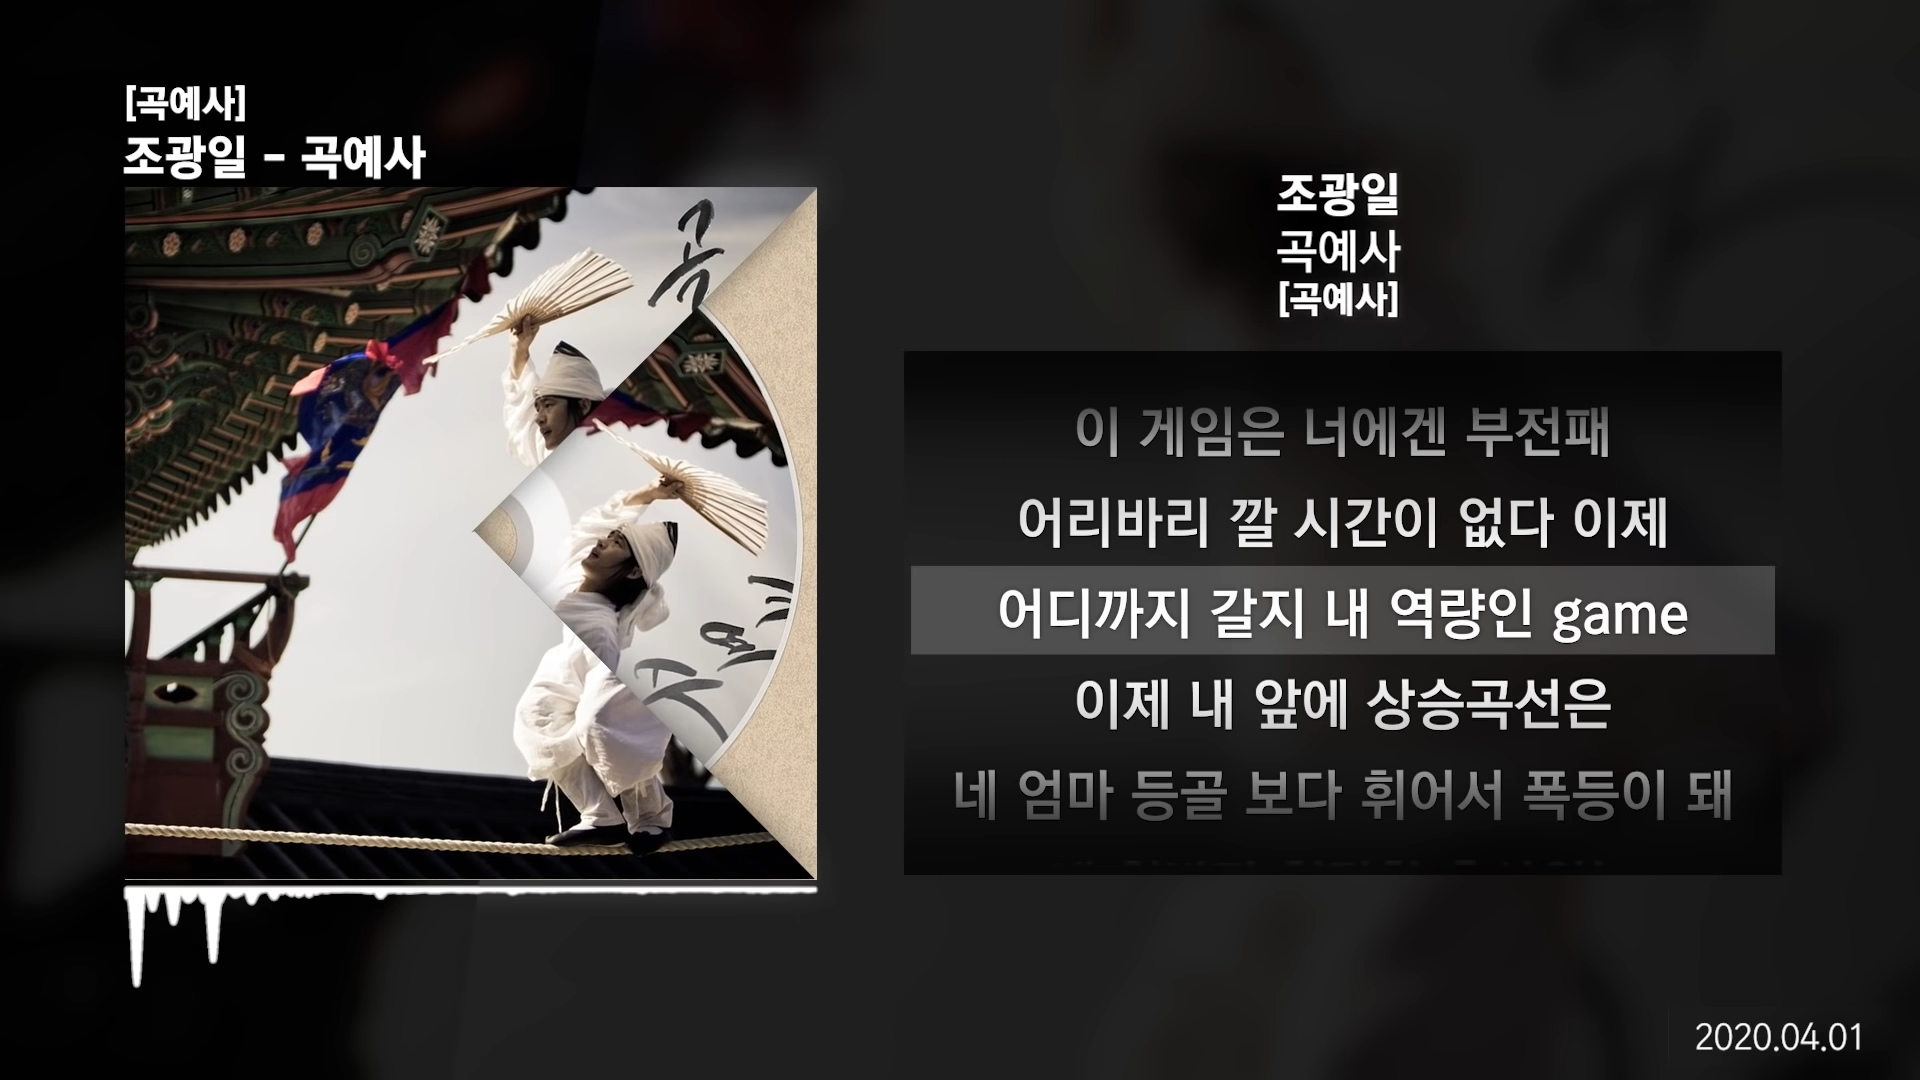 [곡예사]
조광일 - 곡예사
곡
예
사
조광일
곡예사
[곡예사]
이 게임은 너에겐 부전패
어리바리 깔 시간이 없다 이제
어디까지 갈지 내 역량인 game
이제 내 앞에 상승곡선은
네 엄마 등골 보다 휘어서 폭등이 돼
2020.04.01